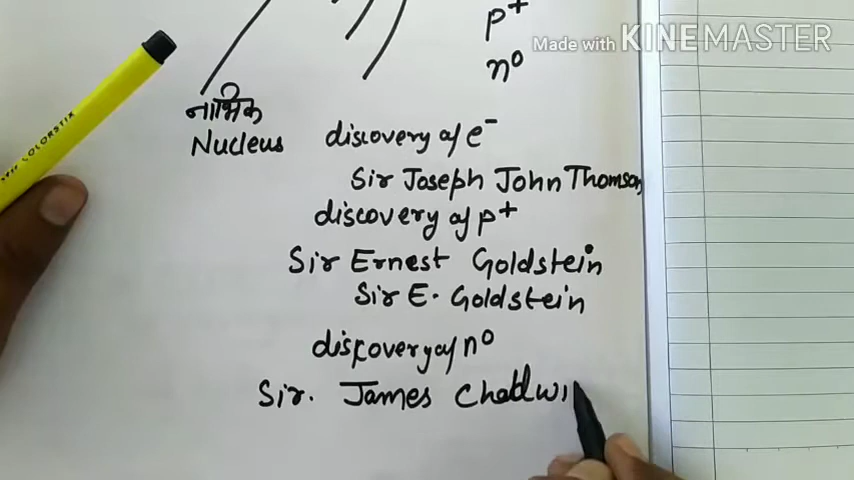 p+
Made with KINEMASTER
n⁰
COLORSTIX
नाभिक
Nucleus discovery of e⁻
Sir Joseph John Thomson
discovery of p+
Sir Ernest Goldstein
Sir E. Goldstein
discovery of n⁰
Sir. James Chadwi